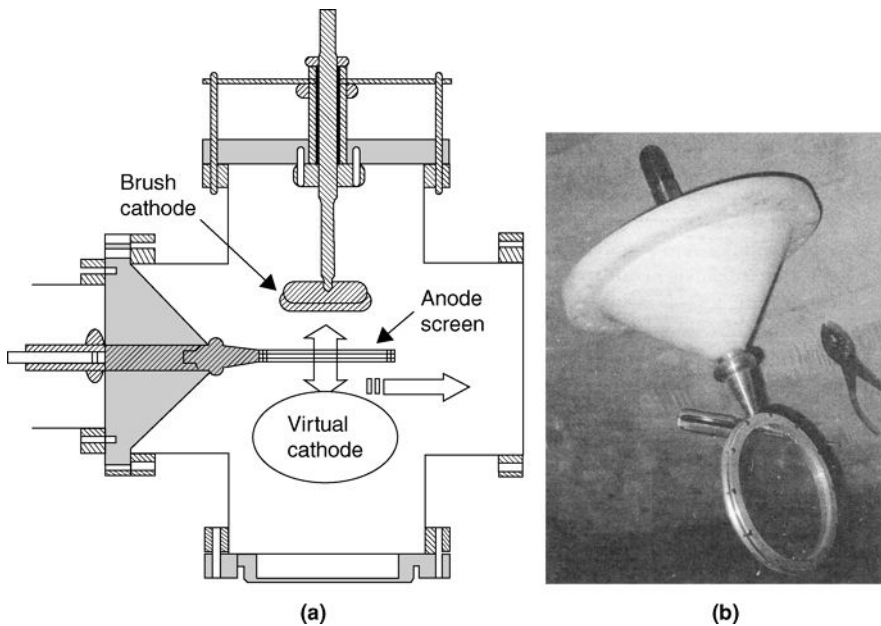 Brush
cathode
Anode
screen
Virtual
cathode
(a)
(b)